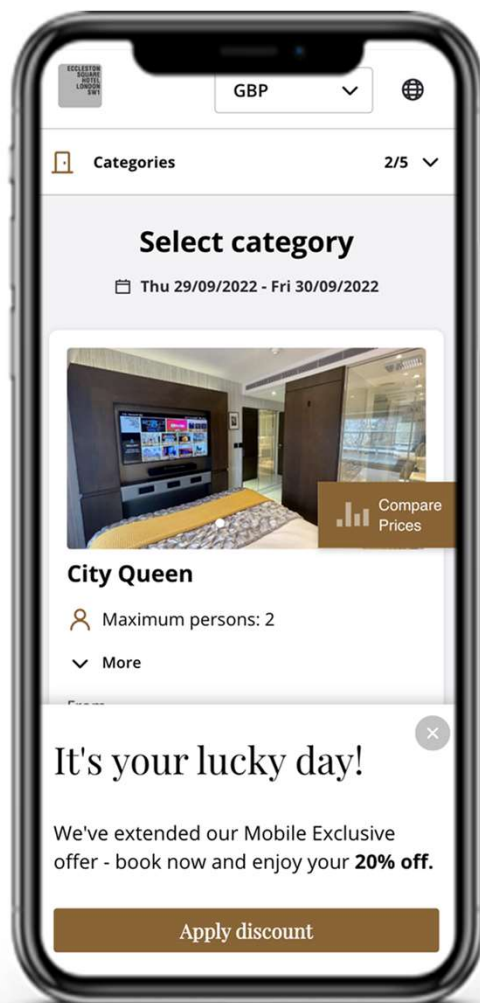 ECCLESTON
SQUARE
HOTEL
LONDON
SW1
GBP
Categories
2/5
Select category
Thu 29/09/2022 - Fri 30/09/2022
Compare
Prices
City Queen
Maximum persons: 2
More
From
It's your lucky day!
We've extended our Mobile Exclusive
offer - book now and enjoy your 20% off.
Apply discount